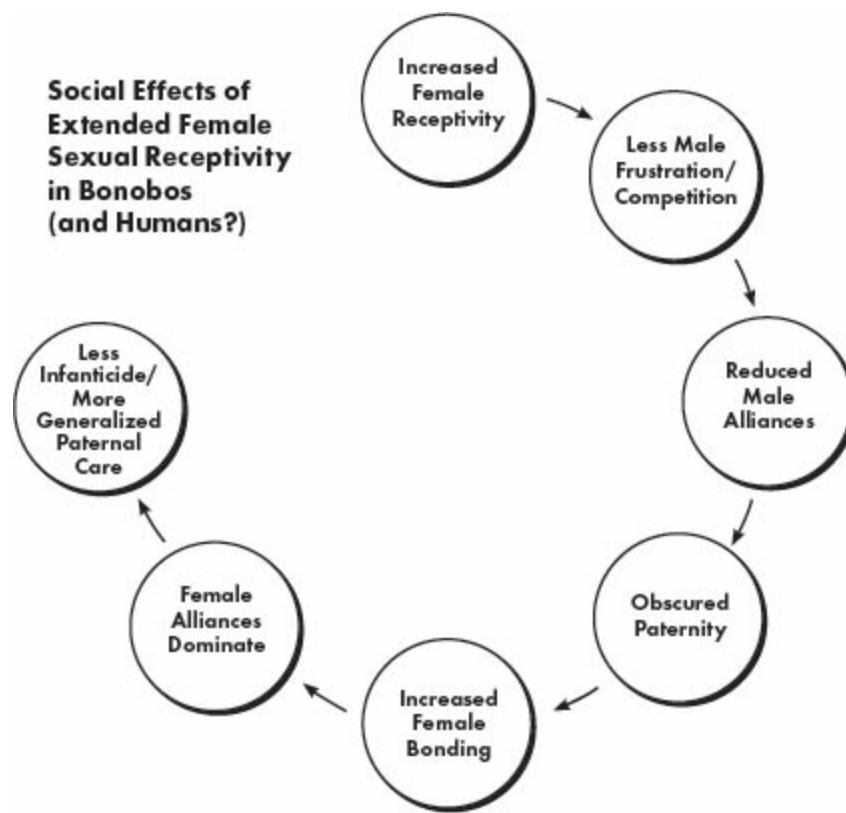 Social Effects of
Extended Female
Sexual Receptivity
in Bonobos
(and Humans?)
Increased
Female
Receptivity
Less Male
Frustration/
Competition
Reduced
Male
Alliances
Obscured
Paternity
Increased
Female
Bonding
Female
Alliances
Dominate
Less
Infanticide/
More
Generalized
Paternal
Care